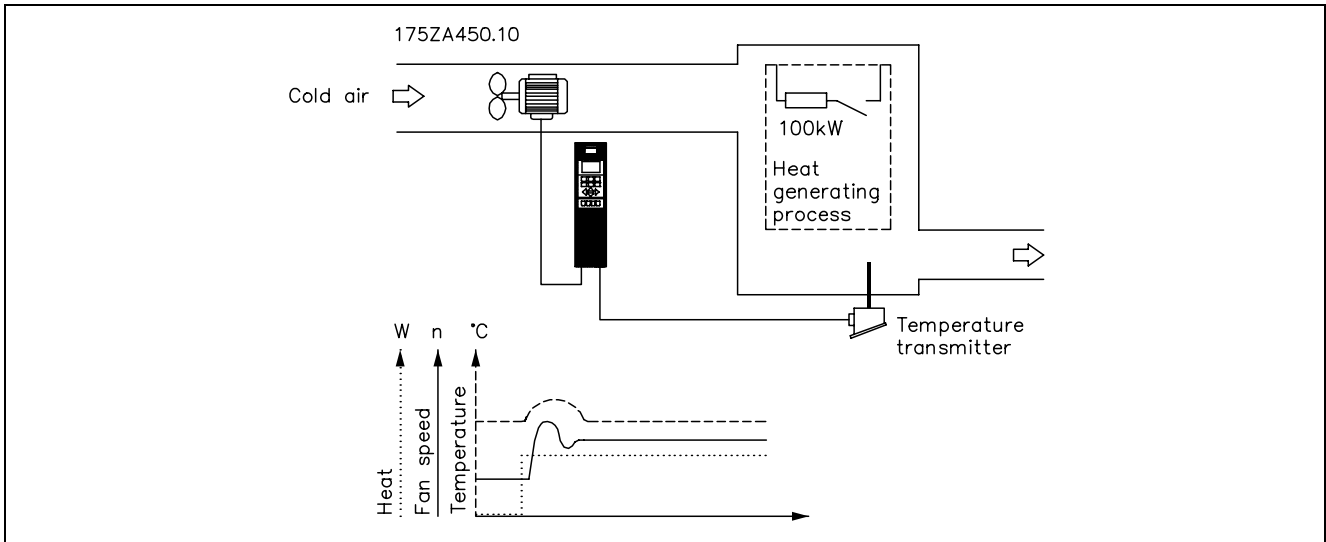 175ZA450.10
Cold air
100kW
Heat
generating
process
Temperature
transmitter
W n °C
Heat
Fan speed
Temperature